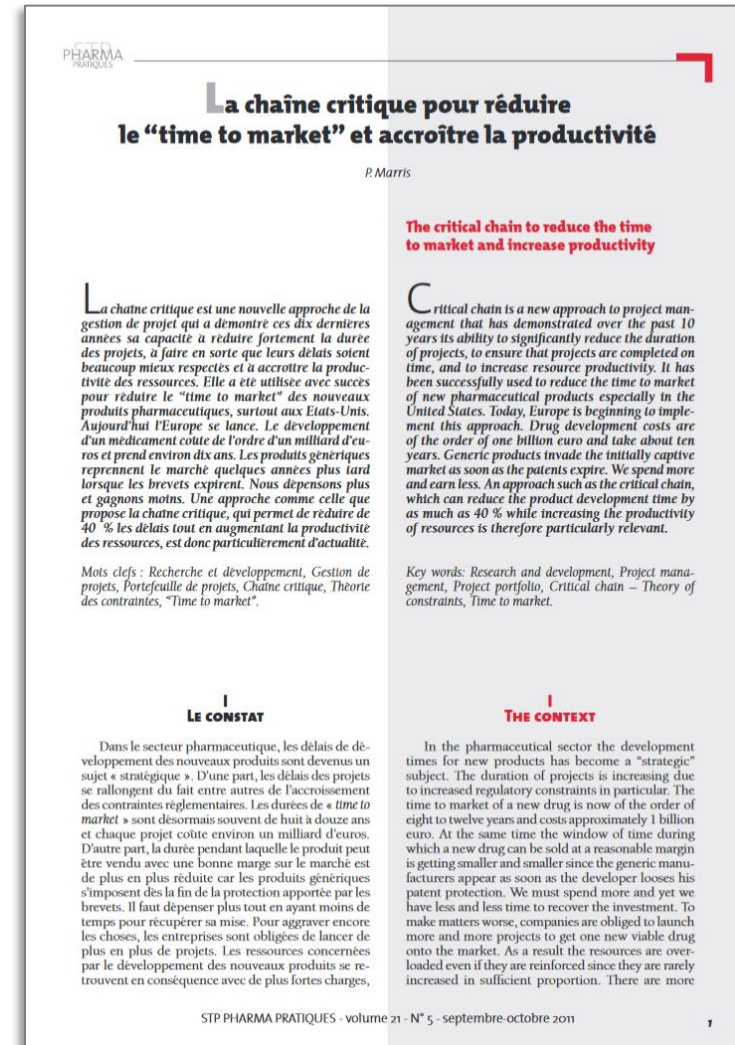 STP
PHARMA
PRATIQUES
La chaîne critique pour réduire
le “time to market” et accroître la productivité
P. Marris
The critical chain to reduce the time
to market and increase productivity
La chaîne critique est une nouvelle approche de la
gestion de projet qui a démontré ces dix dernières
années sa capacité à réduire fortement la durée
des projets, à faire en sorte que leurs délais soient
beaucoup mieux respectés et à accroître la produc-
tivité des ressources. Elle a été utilisée avec succès
pour réduire le "time to market" des nouveaux
produits pharmaceutiques, surtout aux Etats-Unis.
Aujourd'hui l'Europe se lance. Le développement
d'un médicament coûte de l'ordre d'un milliard d'eu-
ros et prend environ dix ans. Les produits génériques
reprennent le marché quelques années plus tard
lorsque les brevets expirent. Nous dépensons plus
et gagnons moins. Une approche comme celle que
propose la chaîne critique, qui permet de réduire de
40 % les délais tout en augmentant la productivité
des ressources, est donc particulièrement d'actualité.
Mots clefs : Recherche et développement, Gestion de
projets, Portefeuille de projets, Chaîne critique, Théorie
des contraintes, "Time to market".
Critical chain is a new approach to project man-
agement that has demonstrated over the past 10
years its ability to significantly reduce the duration
of projects, to ensure that projects are completed on
time, and to increase resource productivity. It has
been successfully used to reduce the time to market
of new pharmaceutical products especially in the
United States. Today, Europe is beginning to imple-
ment this approach. Drug development costs are
of the order of one billion euro and take about ten
years. Generic products invade the initially captive
market as soon as the patents expire. We spend more
and earn less. An approach such as the critical chain,
which can reduce the product development time by
as much as 40 % while increasing the productivity
of resources is therefore particularly relevant.
Key words: Research and development, Project mana-
gement, Project portfolio, Critical chain – Theory of
constraints, Time to market.
I
LE CONSTAT
Dans le secteur pharmaceutique, les délais de dé-
veloppement des nouveaux produits sont devenus un
sujet « stratégique ». D'une part, les délais des projets
se rallongent du fait entre autres de l'accroissement
des contraintes réglementaires. Les durées de « time to
market » sont désormais souvent de huit à douze ans
et chaque projet coûte environ un milliard d'euros.
D'autre part, la durée pendant laquelle le produit peut
être vendu avec une bonne marge sur le marché est
de plus en plus réduite car les produits génériques
s'imposent dès la fin de la protection apportée par les
brevets. Il faut dépenser plus tout en ayant moins de
temps pour récupérer sa mise. Pour aggraver encore
les choses, les entreprises sont obligées de lancer de
plus en plus de projets. Les ressources concernées
par le développement des nouveaux produits se re-
trouvent en conséquence avec de plus fortes charges,
I
THE CONTEXT
In the pharmaceutical sector the development
times for new products has become a "strategic"
subject. The duration of projects is increasing due
to increased regulatory constraints in particular. The
time to market of a new drug is now of the order of
eight to twelve years and costs approximately 1 billion
euro. At the same time the window of time during
which a new drug can be sold at a reasonable margin
is getting smaller and smaller since the generic manu-
facturers appear as soon as the developer looses his
patent protection. We must spend more and yet we
have less and less time to recover the investment. To
make matters worse, companies are obliged to launch
more and more projects to get one new viable drug
onto the market. As a result the resources are over-
loaded even if they are reinforced since they are rarely
increased in sufficient proportion. There are more
STP PHARMA PRATIQUES - volume 21 - N° 5 - septembre-octobre 2011
1